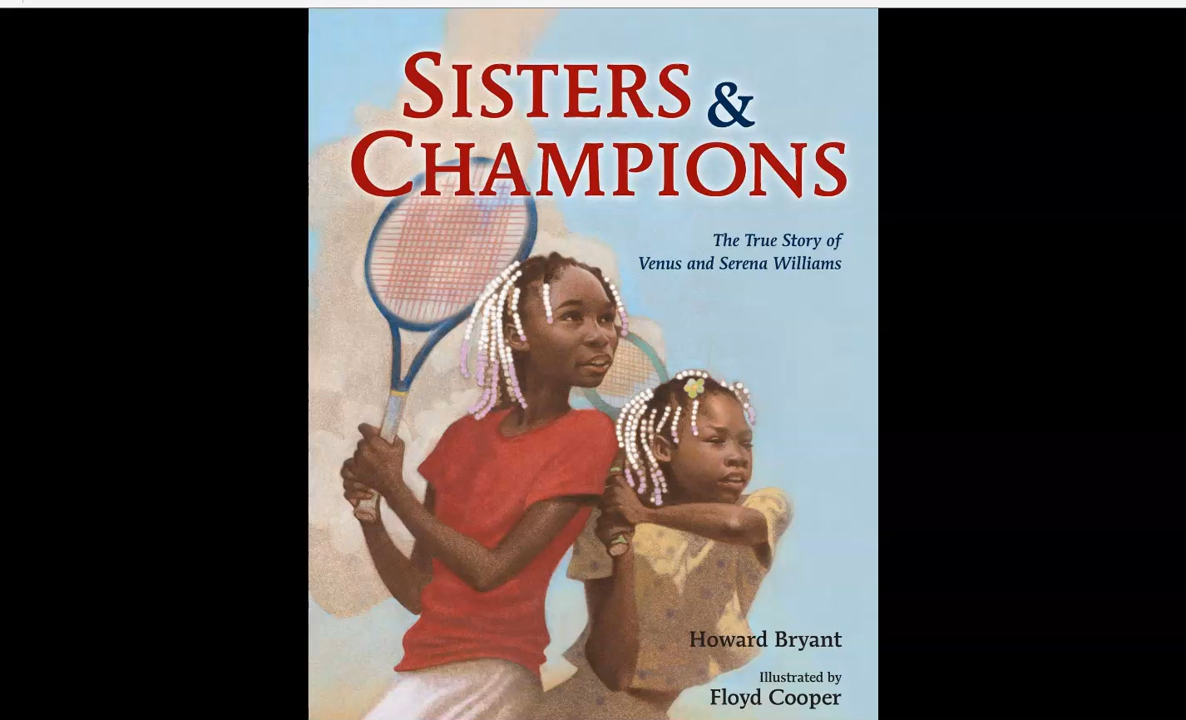 SISTERS &
CHAMPIONS
The True Story of
Venus and Serena Williams
Howard Bryant
Illustrated by
Floyd Cooper